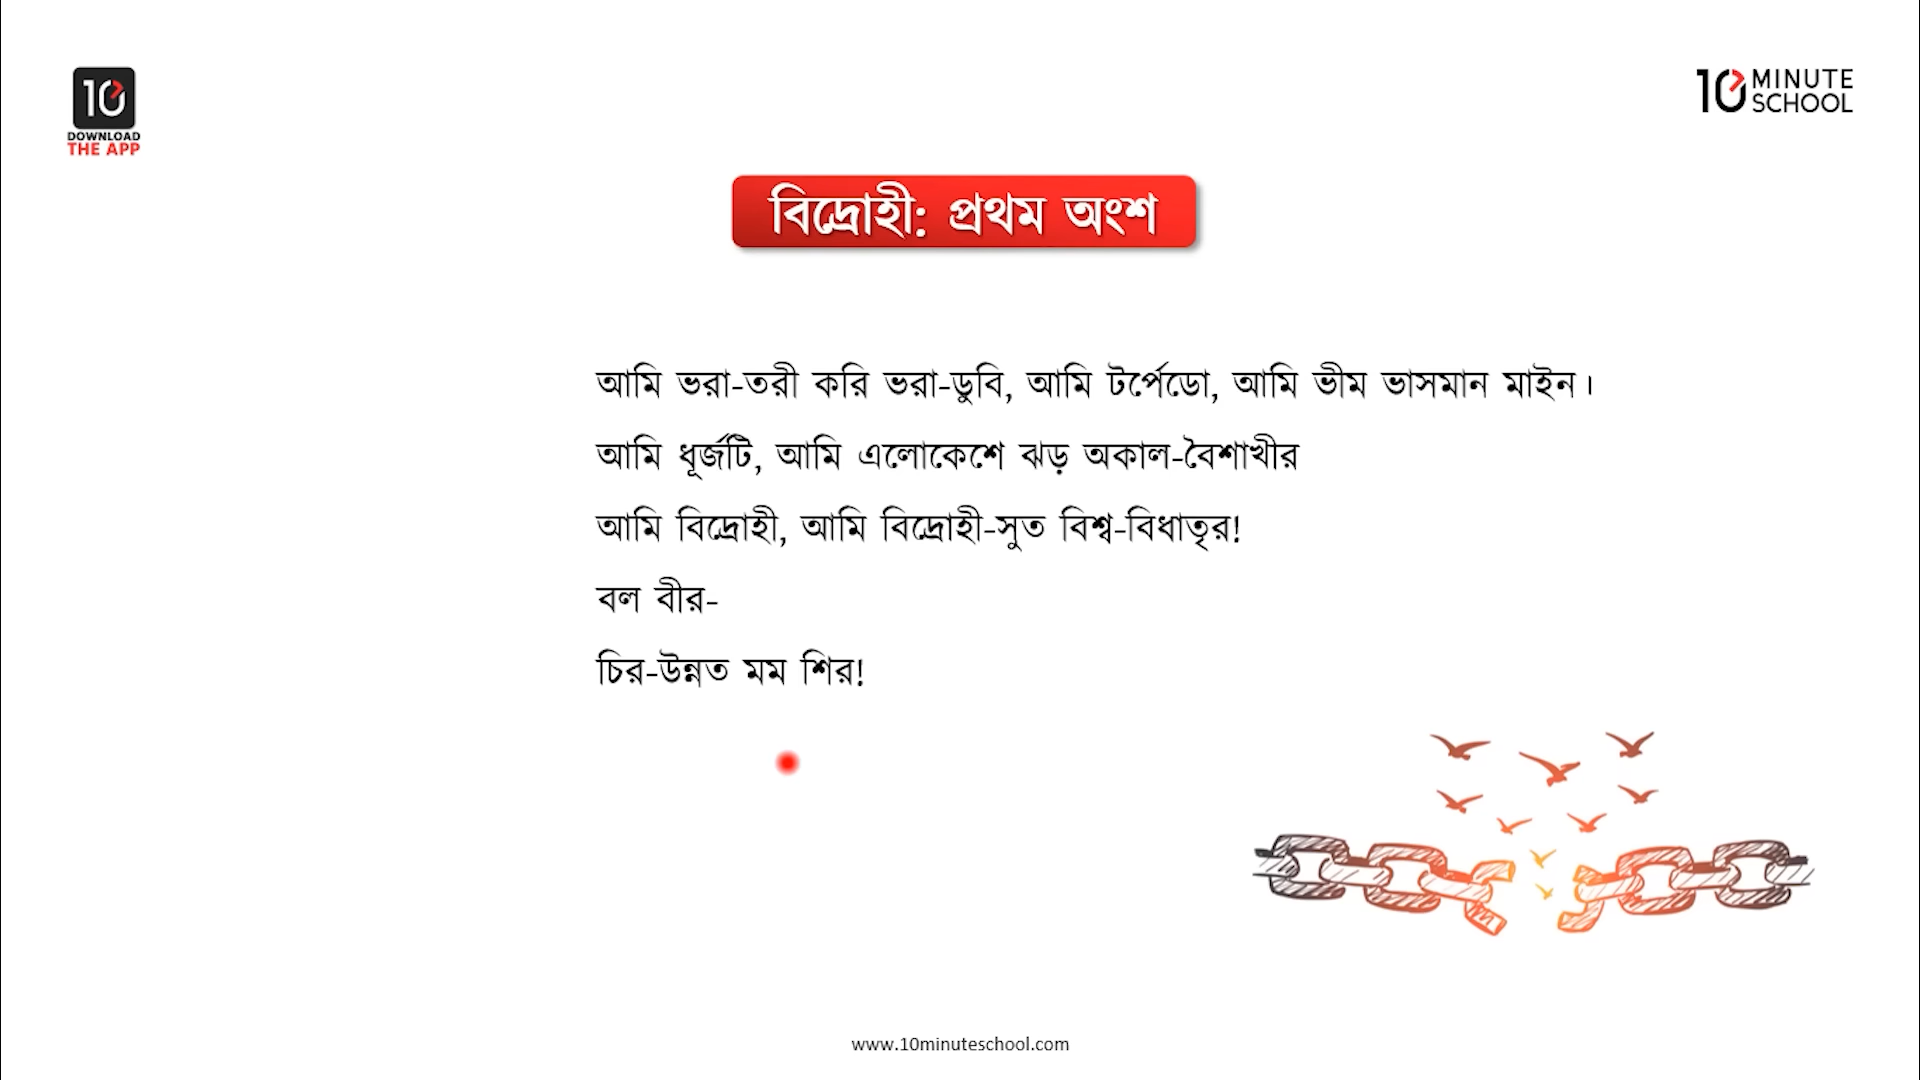 10
DOWNLOAD
THE APP
10 MINUTE
SCHOOL
বিদ্রোহী: প্রথম অংশ
আমি ভরা-তরী করি ভরা-ডুবি, আমি টর্পেডো, আমি ভীম ভাসমান মাইন।
আমি ধূর্জটি, আমি এলোকেশে ঝড় অকাল-বৈশাখীর
আমি বিদ্রোহী, আমি বিদ্রোহী-সুত বিশ্ব-বিধাতৃর!
বল বীর-
চির-উন্নত মম শির!
www.10minuteschool.com